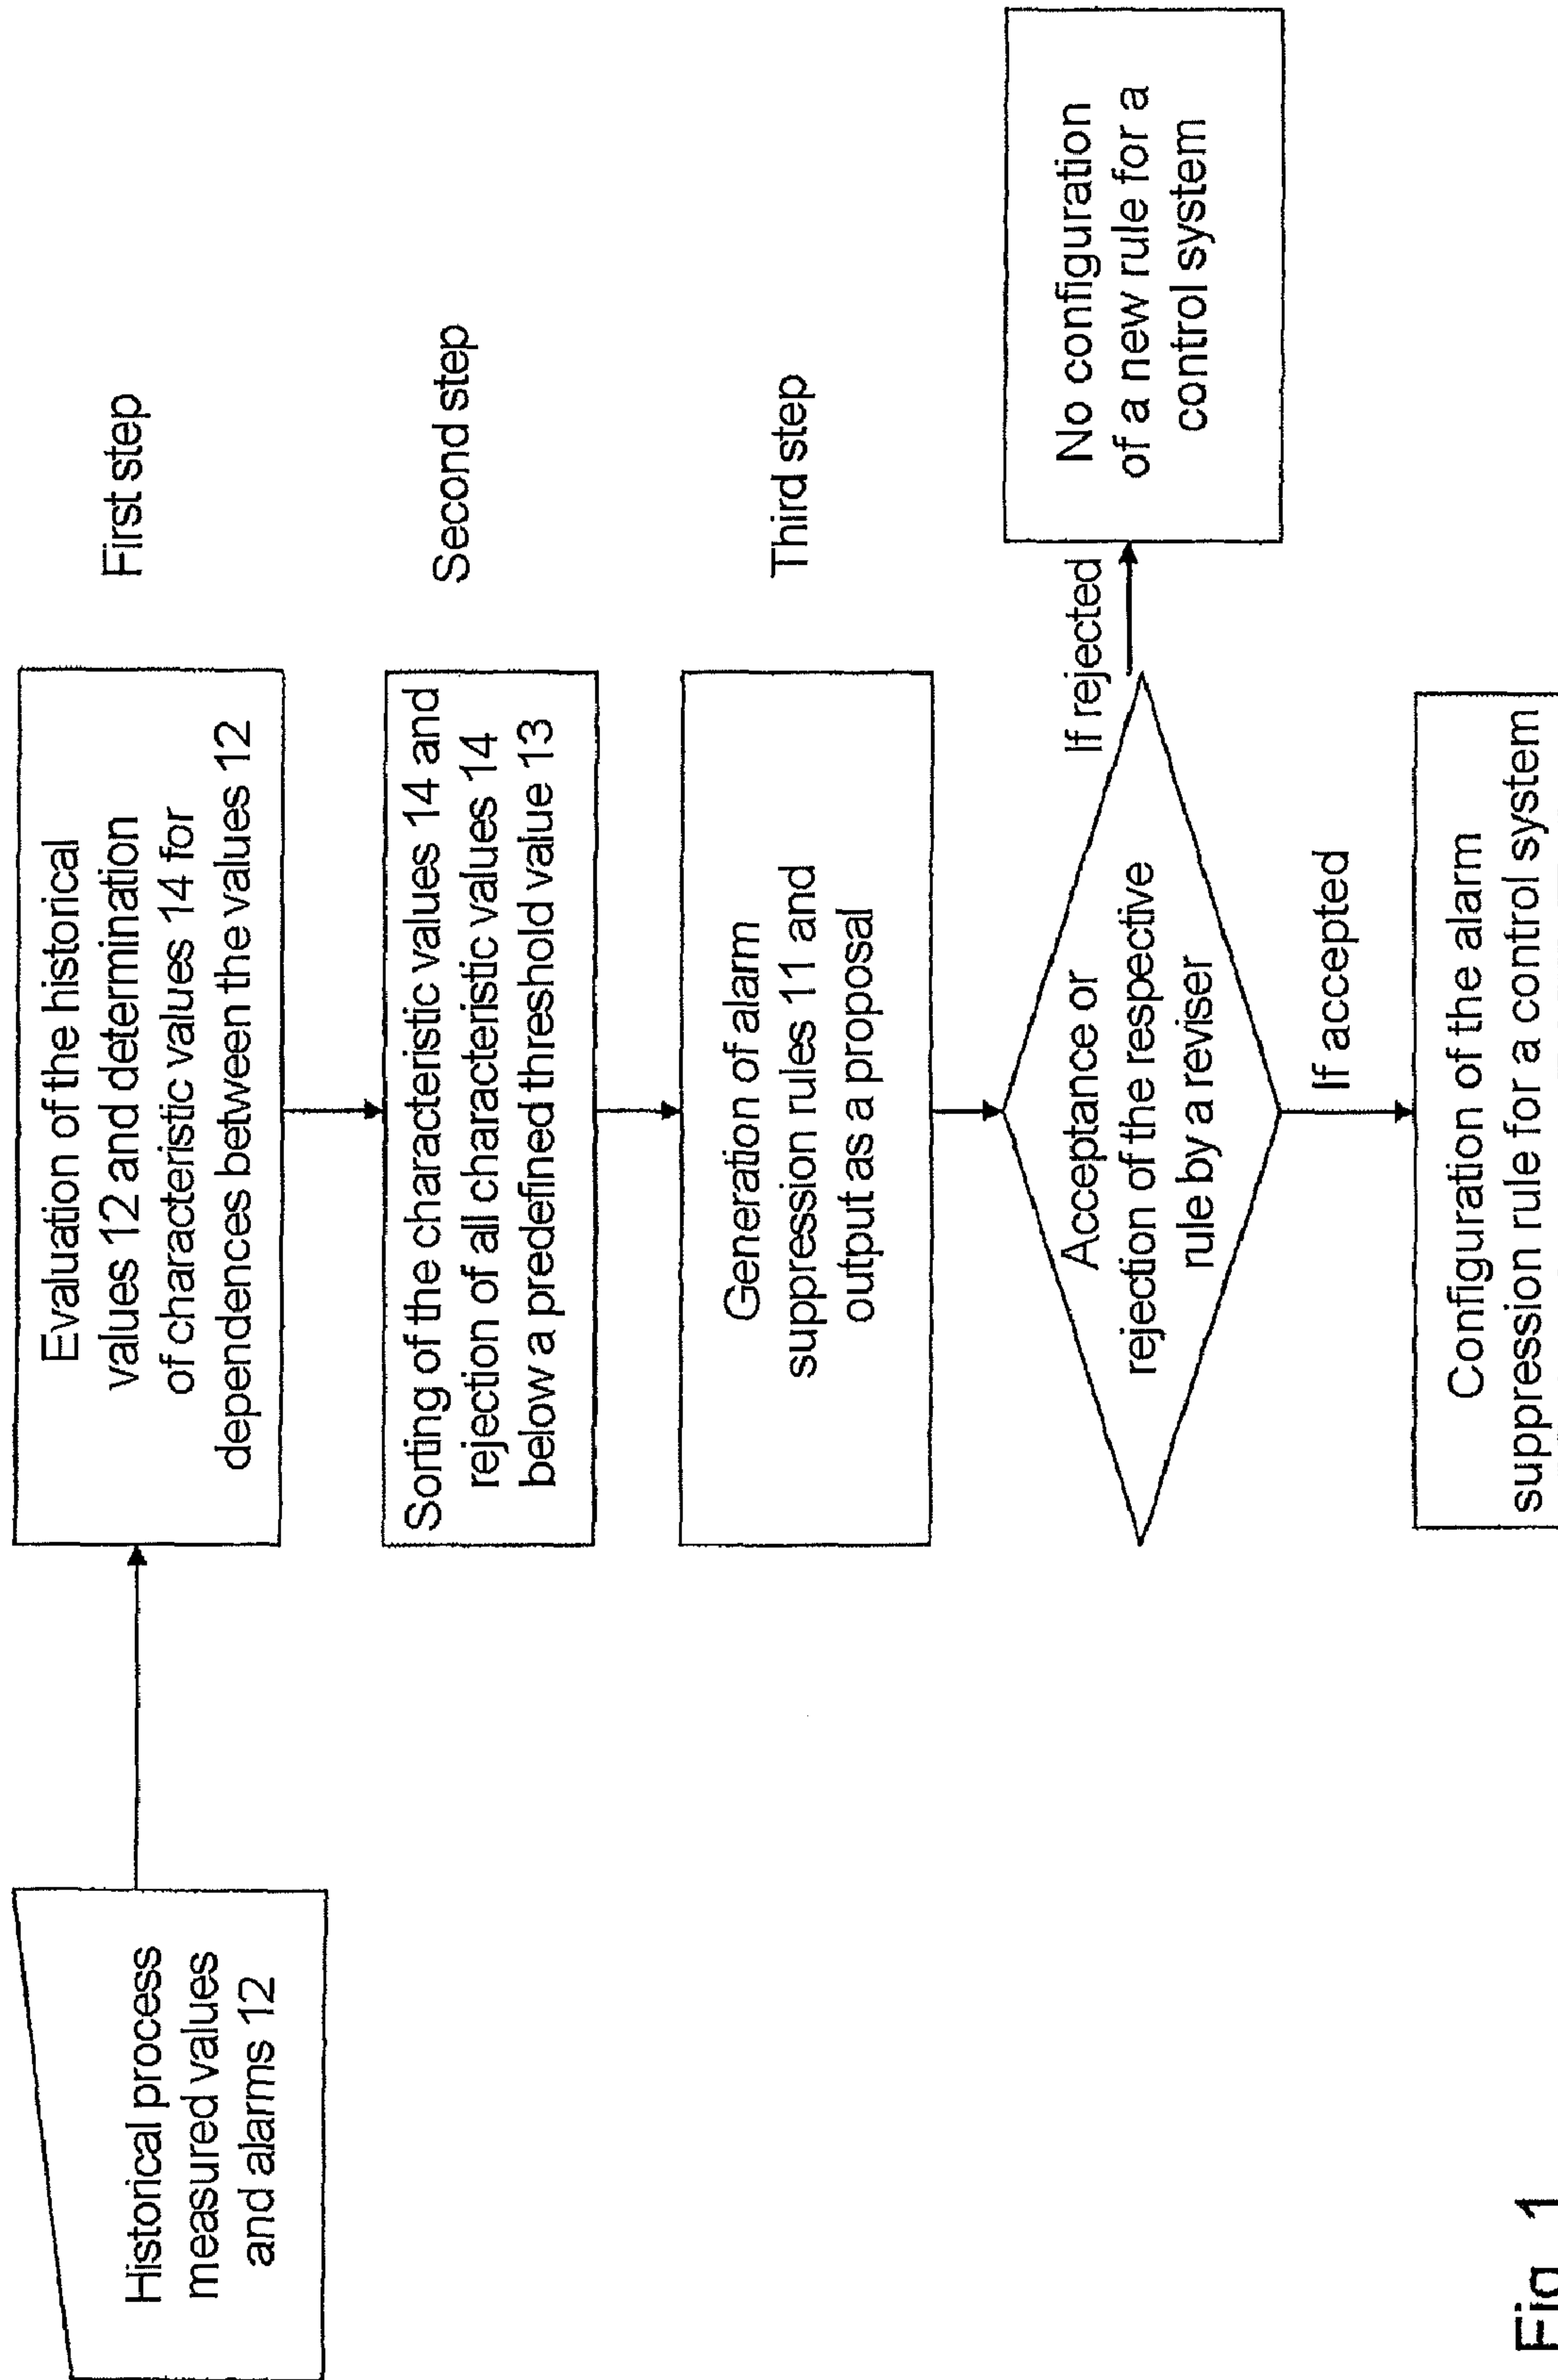 Historical process
measured values
and alarms 12
Evaluation of the historical
values 12 and determination
of characteristic values 14 for
dependences between the values 12
First step
Sorting of the characteristic values 14 and
rejection of all characteristic values 14
below a predefined threshold value 13
Second step
Generation of alarm
suppression rules 11 and
output as a proposal
Third step
Acceptance or
rejection of the respective
rule by a reviser
If rejected
No configuration
of a new rule for a
control system
If accepted
Configuration of the alarm
suppression rule for a control system
Fig. 1